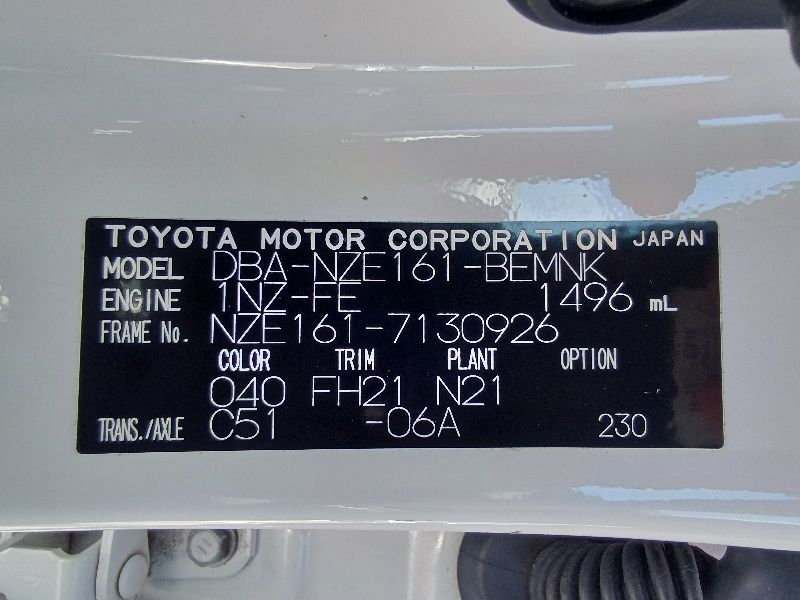 TOYOTA MOTOR CORPORATION JAPAN
MODEL DBA-NZE161-BEMNK
ENGINE 1NZ-FE 1496 mL
FRAME No. NZE161-7130926
COLOR TRIM PLANT OPTION
040 FH21 N21
TRANS./AXLE C51 -06A 230